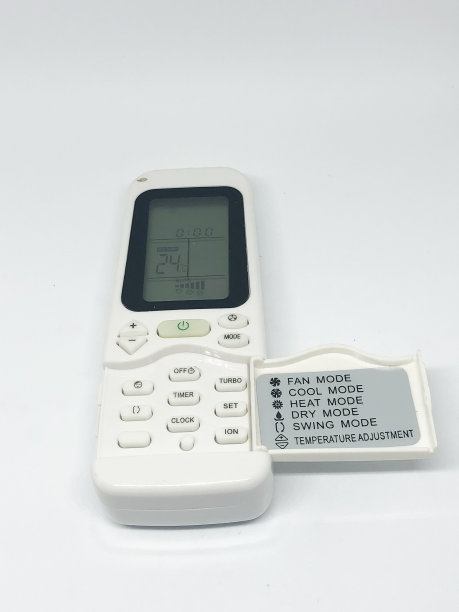 0:00
24°C
+
−
MODE
OFF
TURBO
TIMER
SET
CLOCK
ION
FAN MODE
COOL MODE
HEAT MODE
DRY MODE
SWING MODE
TEMPERATURE ADJUSTMENT